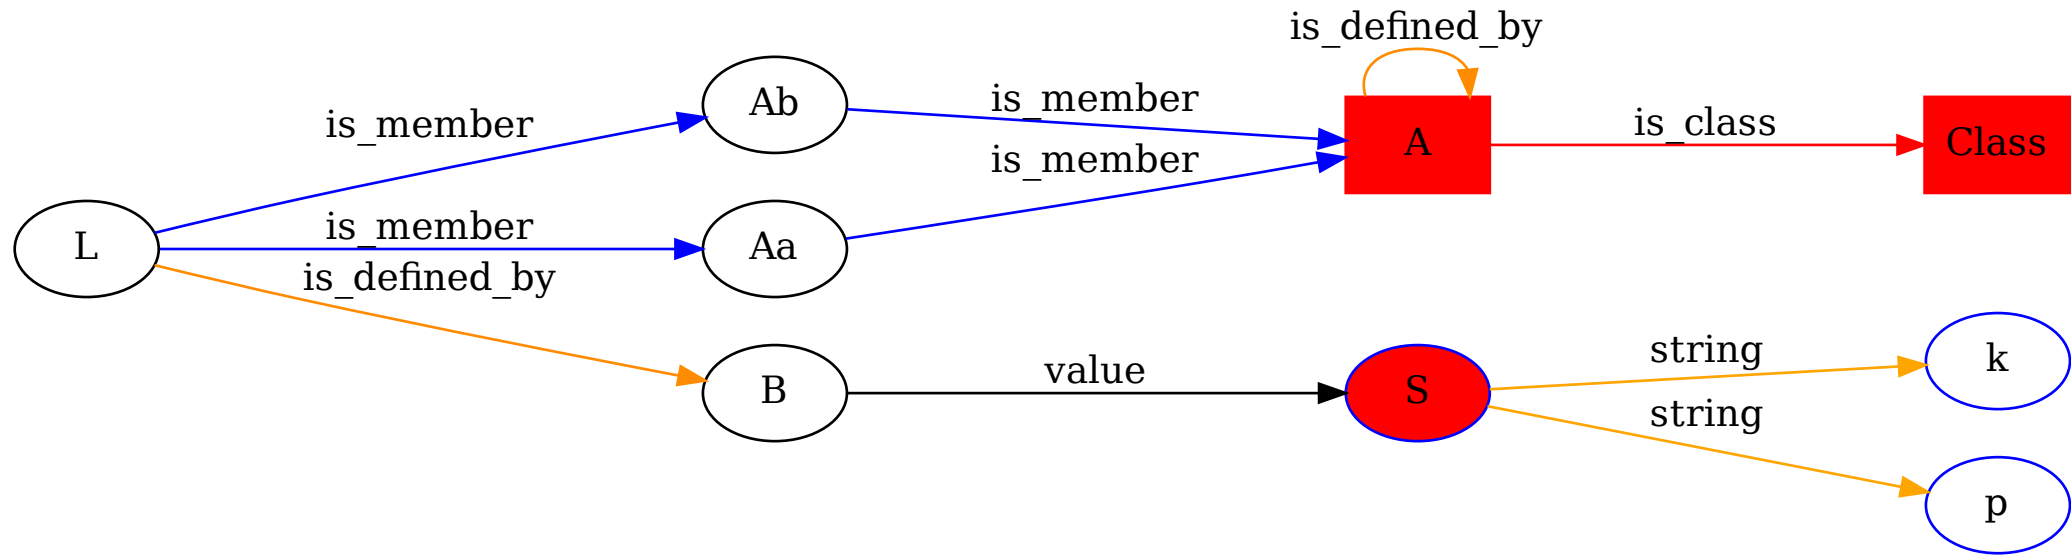 is_defined_by
Ab
is_member
is_member
A
is_class
Class
is_member
L
is_member
Aa
is_defined_by
B
value
S
string
k
string
p